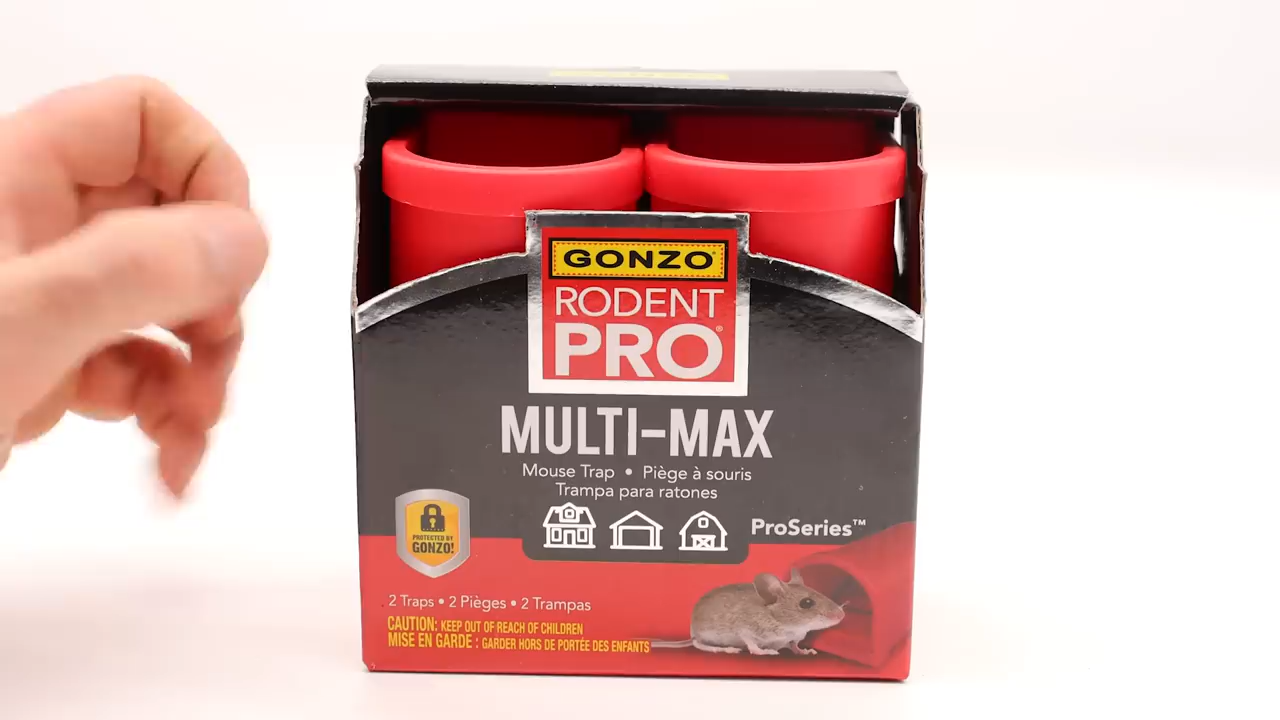 GONZO®
RODENT
PRO®
MULTI-MAX
Mouse Trap • Piège à souris
Trampa para ratones
ProSeries™
PROTECTED BY
GONZO!
2 Traps • 2 Pièges • 2 Trampas
CAUTION: KEEP OUT OF REACH OF CHILDREN
MISE EN GARDE : GARDER HORS DE PORTÉE DES ENFANTS